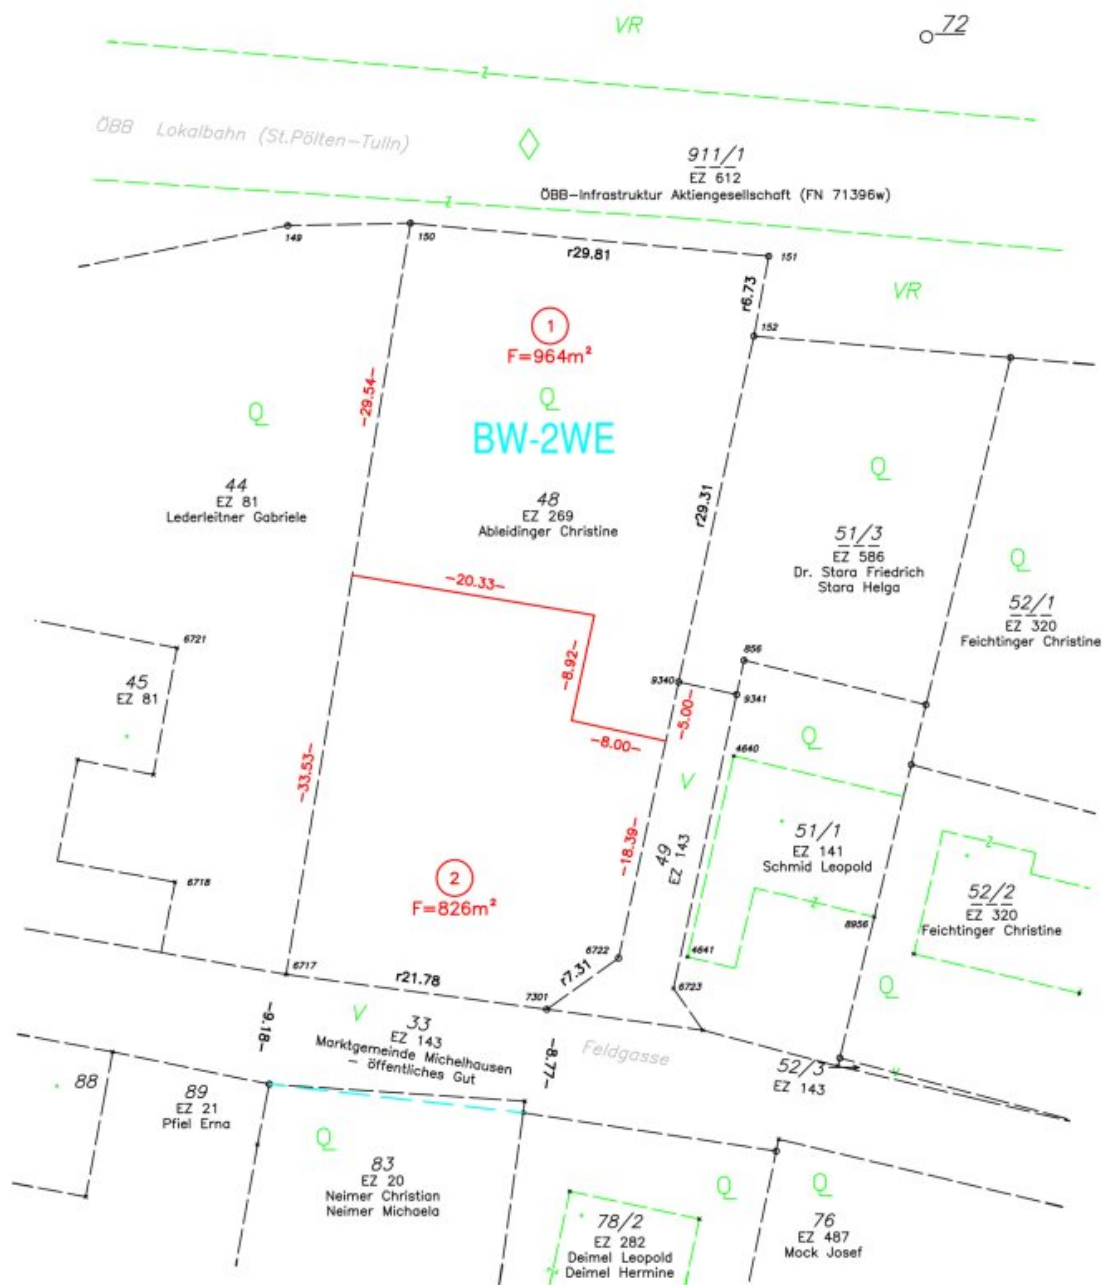 VR
72
ÖBB Lokalbahn (St.Pölten–Tulln)
911/1
EZ 612
ÖBB–Infrastruktur Aktiengesellschaft (FN 71396w)
149
150
r29.81
151
r6.73
VR
152
1
F=964m²
–29.54–
Q
Q
BW-2WE
Q
44
EZ 81
Lederleitner Gabriele
48
EZ 269
Ableidinger Christine
r29.31
51/3
EZ 586
Dr. Stara Friedrich
Stara Helga
Q
52/1
EZ 320
Feichtinger Christine
–20.33–
6721
856
45
EZ 81
–8.92–
9340
9341
–5.00–
–8.00–
Q
4640
–33.53–
V
–18.39–
49
EZ 143
51/1
EZ 141
Schmid Leopold
2
F=826m²
6718
52/2
EZ 320
Feichtinger Christine
8956
6722
4641
6717
r21.78
r7.31
6723
7301
Q
–9.18–
V
33
EZ 143
Marktgemeinde Michelhausen
– öffentliches Gut
–8.77–
Feldgasse
52/3
EZ 143
88
89
EZ 21
Pfiel Erna
Q
83
EZ 20
Neimer Christian
Neimer Michaela
Q
Q
78/2
EZ 282
Deimel Leopold
Deimel Hermine
76
EZ 487
Mock Josef